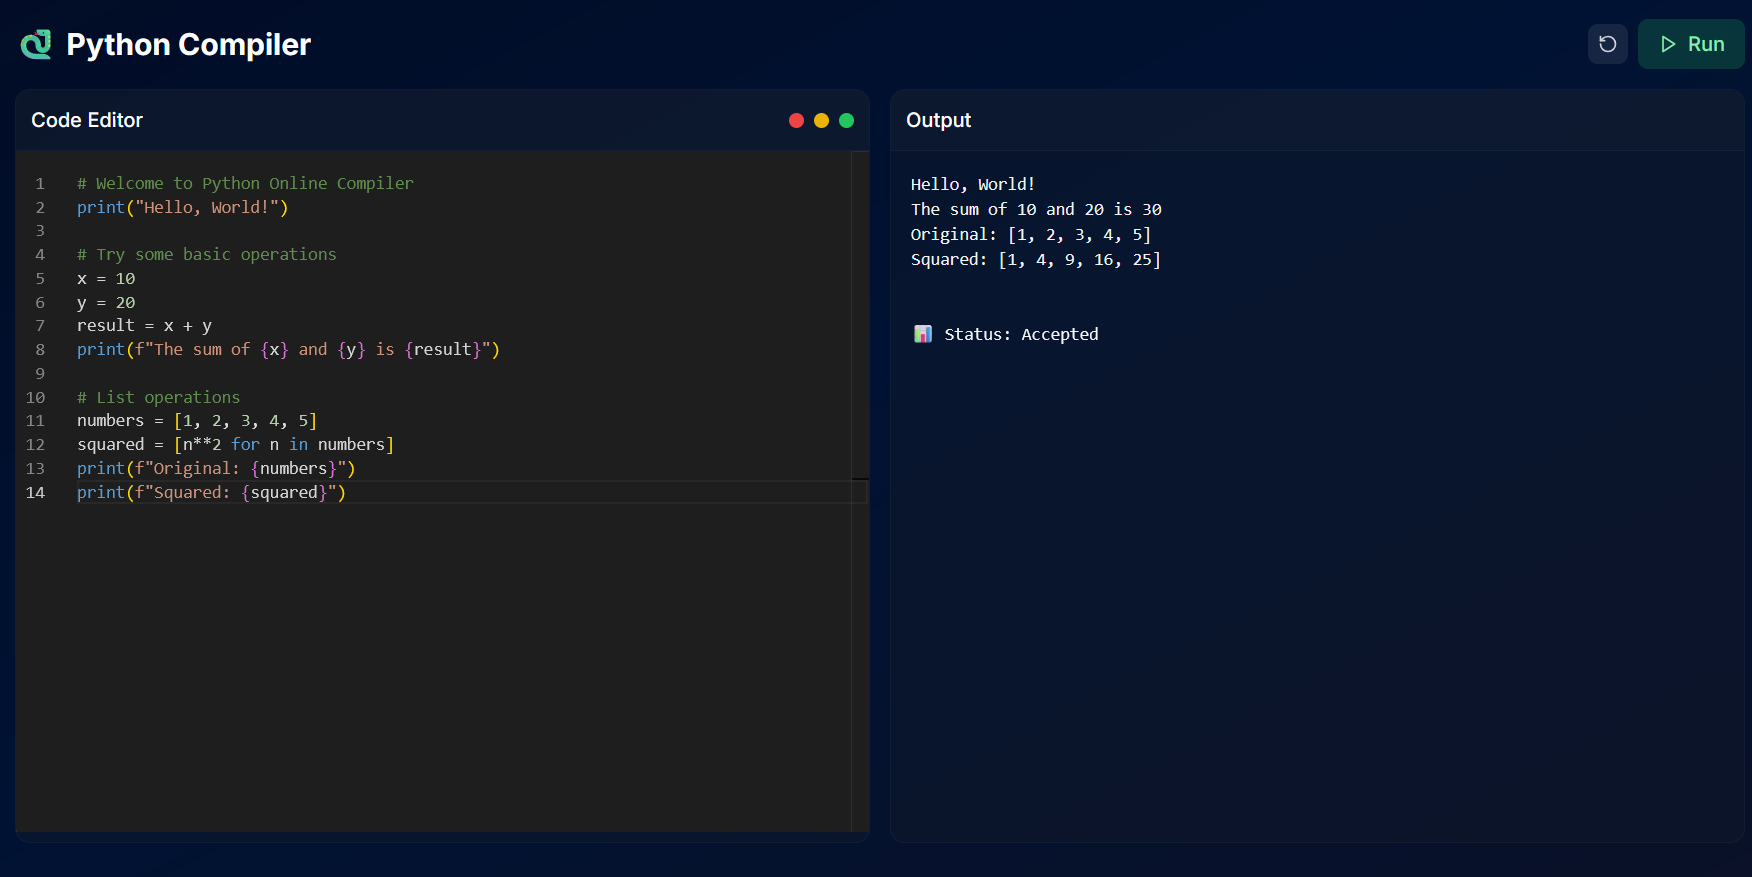 Python Compiler
Run
Code Editor
1 # Welcome to Python Online Compiler
2 print("Hello, World!")
3
4 # Try some basic operations
5 x = 10
6 y = 20
7 result = x + y
8 print(f"The sum of {x} and {y} is {result}")
9
10 # List operations
11 numbers = [1, 2, 3, 4, 5]
12 squared = [n**2 for n in numbers]
13 print(f"Original: {numbers}")
14 print(f"Squared: {squared}")
Output
Hello, World!
The sum of 10 and 20 is 30
Original: [1, 2, 3, 4, 5]
Squared: [1, 4, 9, 16, 25]
📊 Status: Accepted